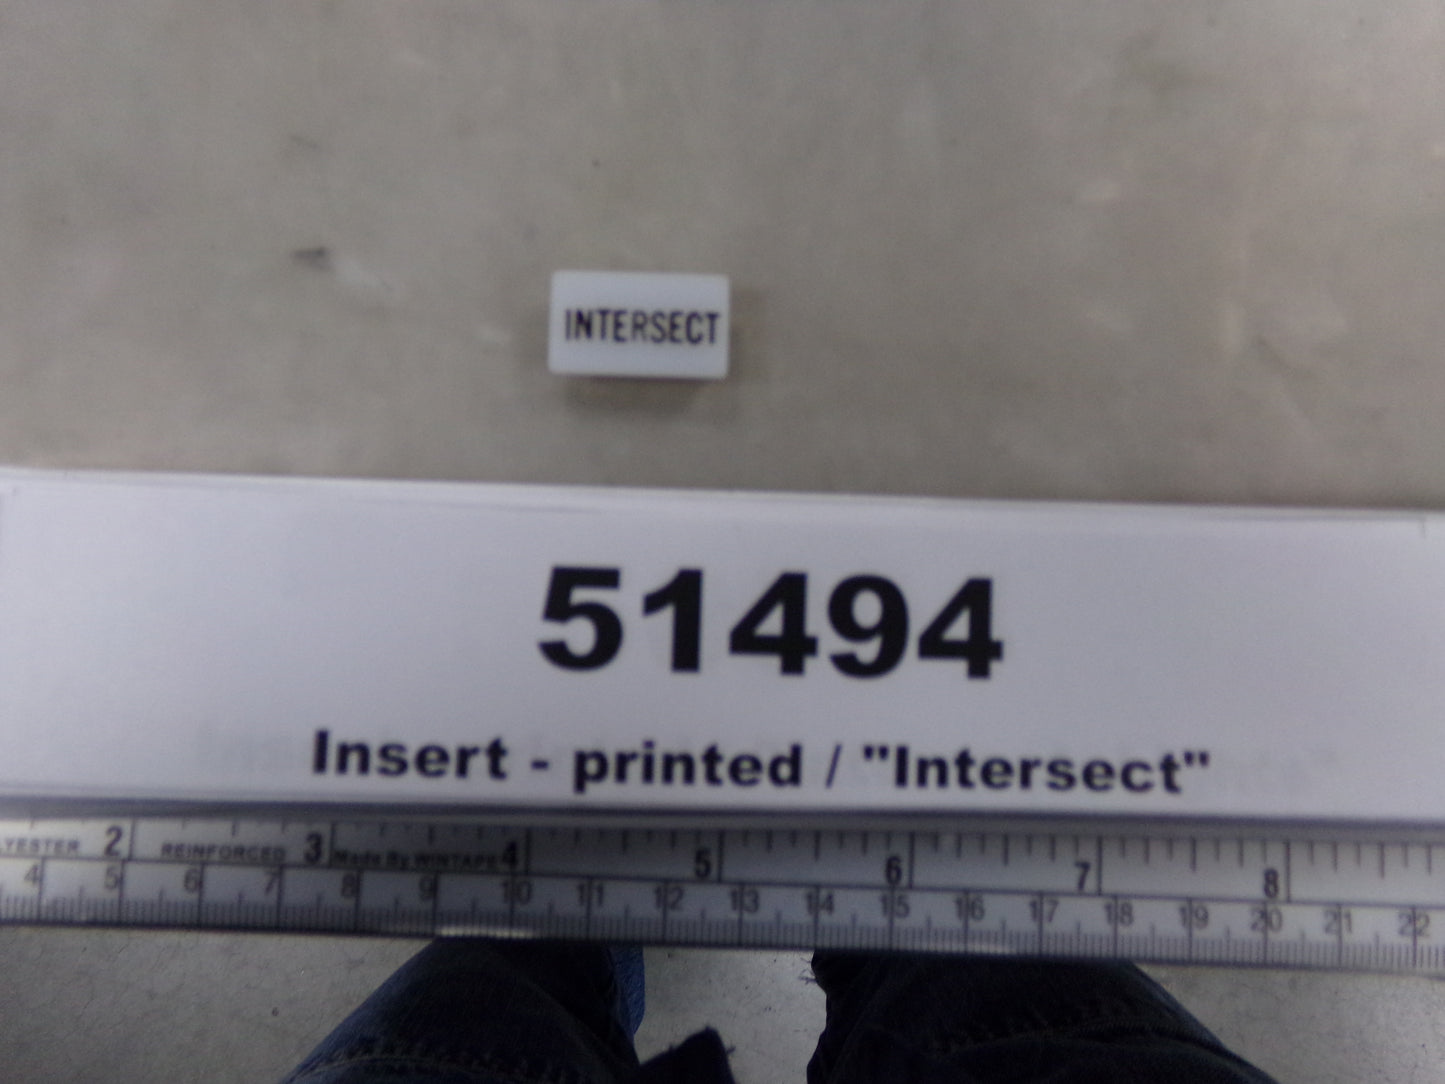 INTERSECT
51494
Insert - printed / "Intersect"
2 REINFORCED 3 Made By WINTAPE 4 5 6 7 8
4 5 6 7 8 9 10 11 12 13 14 15 16 17 18 19 20 21 22